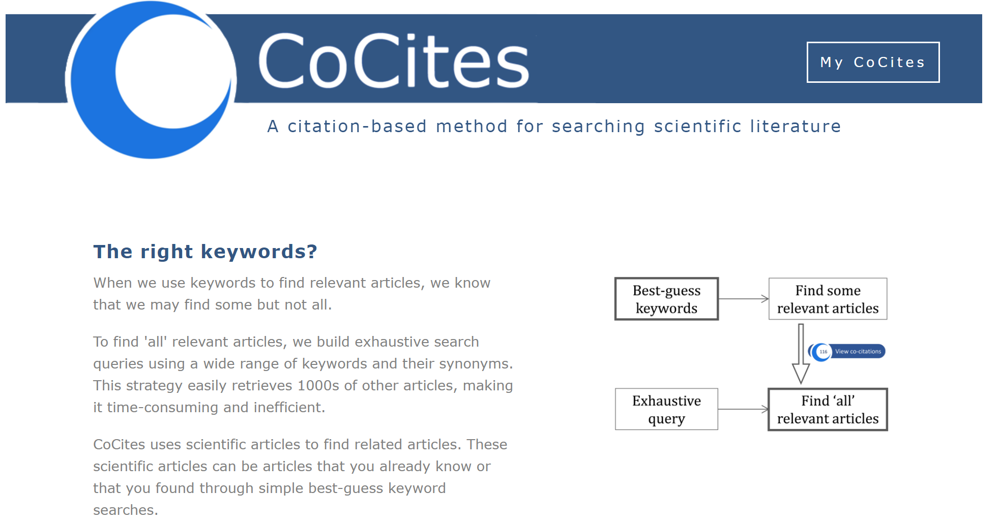 CoCites
My CoCites
A citation-based method for searching scientific literature
The right keywords?
When we use keywords to find relevant articles, we know
that we may find some but not all.
To find 'all' relevant articles, we build exhaustive search
queries using a wide range of keywords and their synonyms.
This strategy easily retrieves 1000s of other articles, making
it time-consuming and inefficient.
CoCites uses scientific articles to find related articles. These
scientific articles can be articles that you already know or
that you found through simple best-guess keyword
searches.
Best-guess
keywords
Find some
relevant articles
116 View co-citations
Exhaustive
query
Find ‘all’
relevant articles